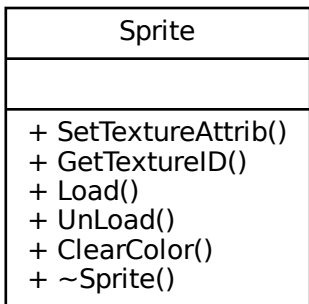 Sprite
+ SetTextureAttrib()
+ GetTextureID()
+ Load()
+ UnLoad()
+ ClearColor()
+ ~Sprite()